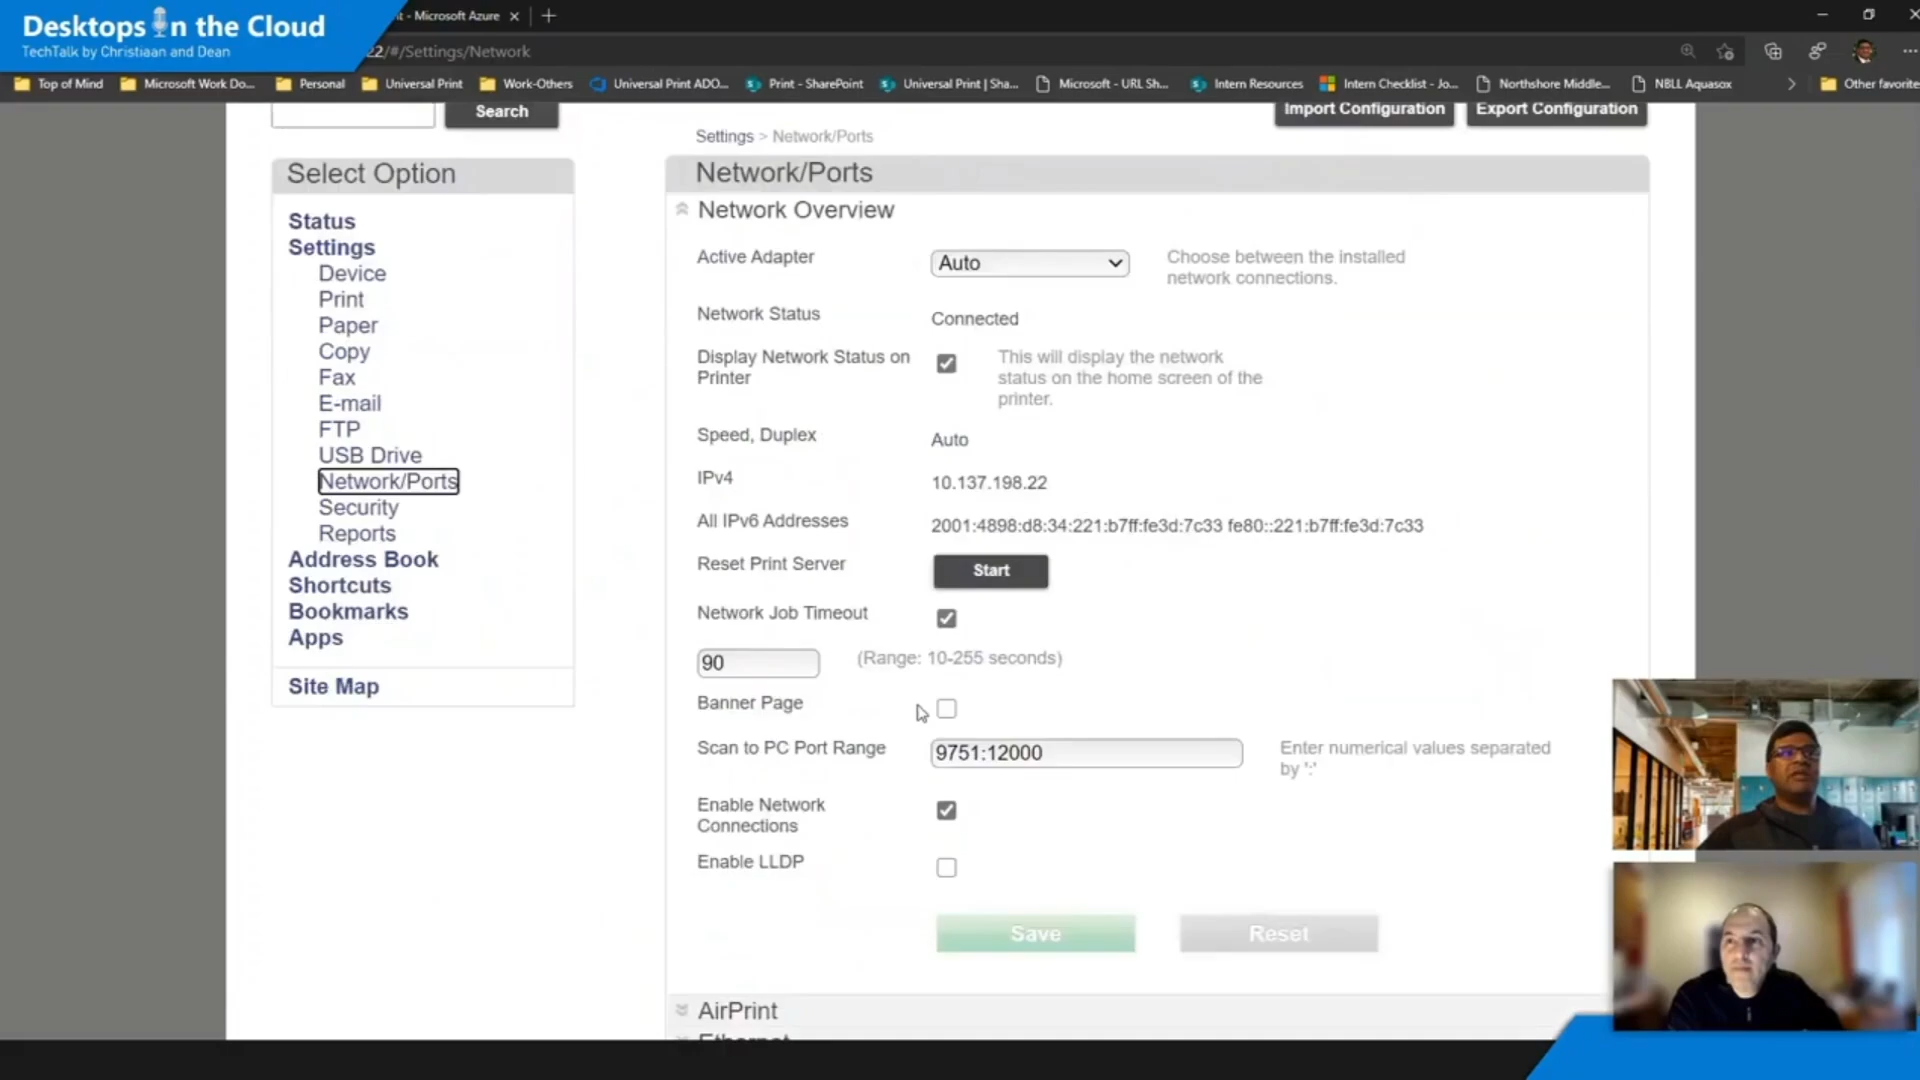 Desktops in the Cloud
TechTalk by Christiaan and Dean
t - Microsoft Azure
22/#/Settings/Network
Top of Mind Microsoft Work Do... Personal Universal Print Work-Others Universal Print ADO... Print - SharePoint Universal Print | Sha... Microsoft - URL Sh... Intern Resources Intern Checklist - Jo... Northshore Middle... NBLL Aquasox Other favorite
Search
Import Configuration
Export Configuration
Settings > Network/Ports
Select Option
Status
Settings
Device
Print
Paper
Copy
Fax
E-mail
FTP
USB Drive
Network/Ports
Security
Reports
Address Book
Shortcuts
Bookmarks
Apps
Site Map
Network/Ports
Network Overview
Active Adapter
Auto
Choose between the installed
network connections.
Network Status
Connected
Display Network Status on
Printer
This will display the network
status on the home screen of the
printer.
Speed, Duplex
Auto
IPv4
10.137.198.22
All IPv6 Addresses
2001:4898:d8:34:221:b7ff:fe3d:7c33 fe80::221:b7ff:fe3d:7c33
Reset Print Server
Start
Network Job Timeout
90
(Range: 10-255 seconds)
Banner Page
Scan to PC Port Range
9751:12000
Enter numerical values separated
by ':'
Enable Network
Connections
Enable LLDP
Save
Reset
AirPrint
Ethernet